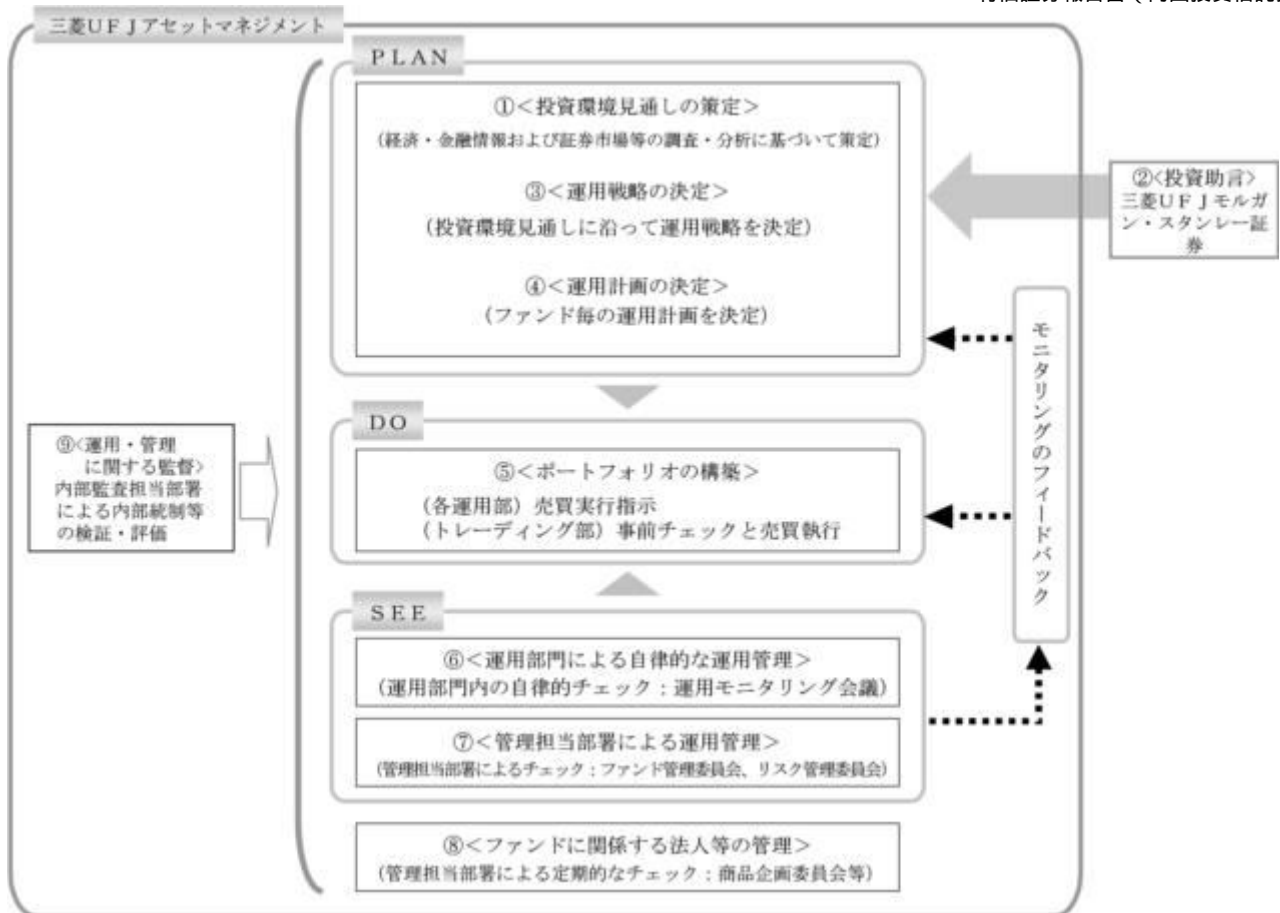 三菱UFJアセットマネジメント
PLAN
①＜投資環境見通しの策定＞
(経済・金融情報および証券市場等の調査・分析に基づいて策定)
③＜運用戦略の決定＞
(投資環境見通しに沿って運用戦略を決定)
④＜運用計画の決定＞
(ファンド毎の運用計画を決定)
②＜投資助言＞
三菱UFJモルガ
ン・スタンレー証
券
モニタリングのフィードバック
DO
⑤＜ポートフォリオの構築＞
(各運用部) 売買実行指示
(トレーディング部) 事前チェックと売買執行
⑨＜運用・管理
に関する監督＞
内部監査担当部署
による内部統制等
の検証・評価
SEE
⑥＜運用部門による自律的な運用管理＞
(運用部門内の自律的チェック：運用モニタリング会議)
⑦＜管理担当部署による運用管理＞
(管理担当部署によるチェック：ファンド管理委員会、リスク管理委員会)
⑧＜ファンドに関係する法人等の管理＞
(管理担当部署による定期的なチェック：商品企画委員会等)